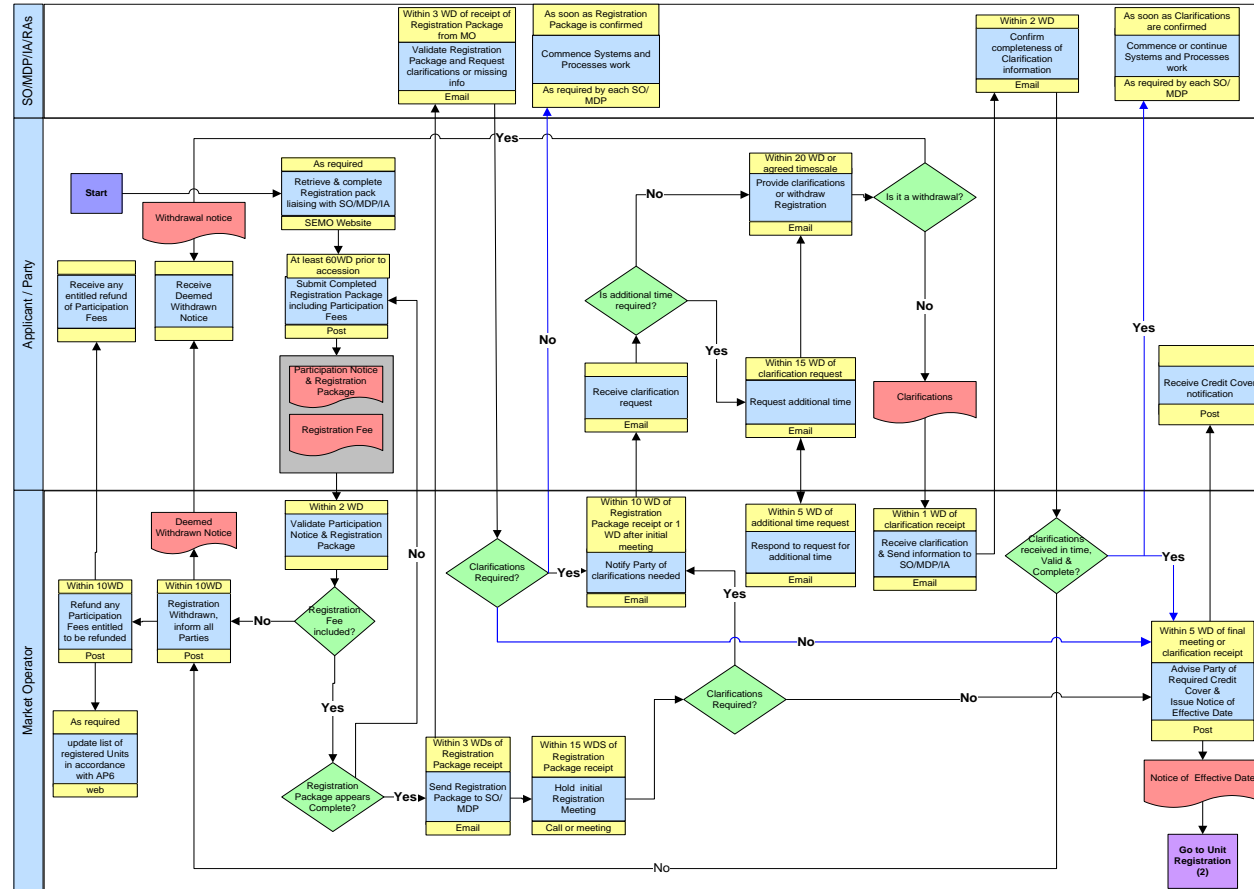 SO/MDP/IA/RAs
Within 3 WD of receipt of
Registration Package
from MO
Validate Registration
Package and Request
clarifications or missing
info
Email
As soon as Registration
Package is confirmed
Commence Systems and
Processes work
As required by each SO/
MDP
Within 2 WD
Confirm
completeness of
Clarification
information
Email
As soon as Clarifications
are confirmed
Commence or continue
Systems and Processes
work
As required by each SO/
MDP
Applicant / Party
Yes
Start
As required
Retrieve & complete
Registration pack
liaising with SO/MDP/IA
SEMO Website
Withdrawal notice
Within 20 WD or
agreed timescale
Provide clarifications
or withdraw
Registration
Email
Is it a withdrawal?
No
Receive any
entitled refund
of Participation
Fees
Receive
Deemed
Withdrawn
Notice
At least 60WD prior to
accession
Submit Completed
Registration Package
including Participation
Fees
Post
Is additional time
required?
No
No
Yes
Yes
Participation Notice
& Registration
Package
Registration Fee
Receive clarification
request
Email
Within 15 WD of
clarification request
Request additional time
Email
Clarifications
Receive Credit Cover
notification
Post
Market Operator
Deemed
Withdrawn Notice
Within 2 WD
Validate Participation
Notice & Registration
Package
No
Clarifications
Required?
Yes
Within 10 WD of
Registration
Package receipt or 1
WD after initial
meeting
Notify Party of
clarifications needed
Email
Within 5 WD of
additional time request
Respond to request for
additional time
Email
Within 1 WD of
clarification receipt
Receive clarification
& Send information to
SO/MDP/IA
Email
Clarifications
received in time,
Valid &
Complete?
Yes
Within 10WD
Refund any
Participation
Fees entitled
to be refunded
Post
Within 10WD
Registration
Withdrawn,
inform all
Parties
Post
No
Registration
Fee
included?
Yes
No
Yes
Clarifications
Required?
No
Within 5 WD of final
meeting or
clarification receipt
Advise Party of
Required Credit
Cover &
Issue Notice of
Effective Date
Post
As required
update list of
registered Units
in accordance
with AP6
web
Registration
Package appears
Complete?
Yes
Within 3 WDs of
Registration
Package receipt
Send Registration
Package to SO/
MDP
Email
Within 15 WDS of
Registration
Package receipt
Hold initial
Registration
Meeting
Call or meeting
Notice of Effective Date
No
Go to Unit
Registration
(2)